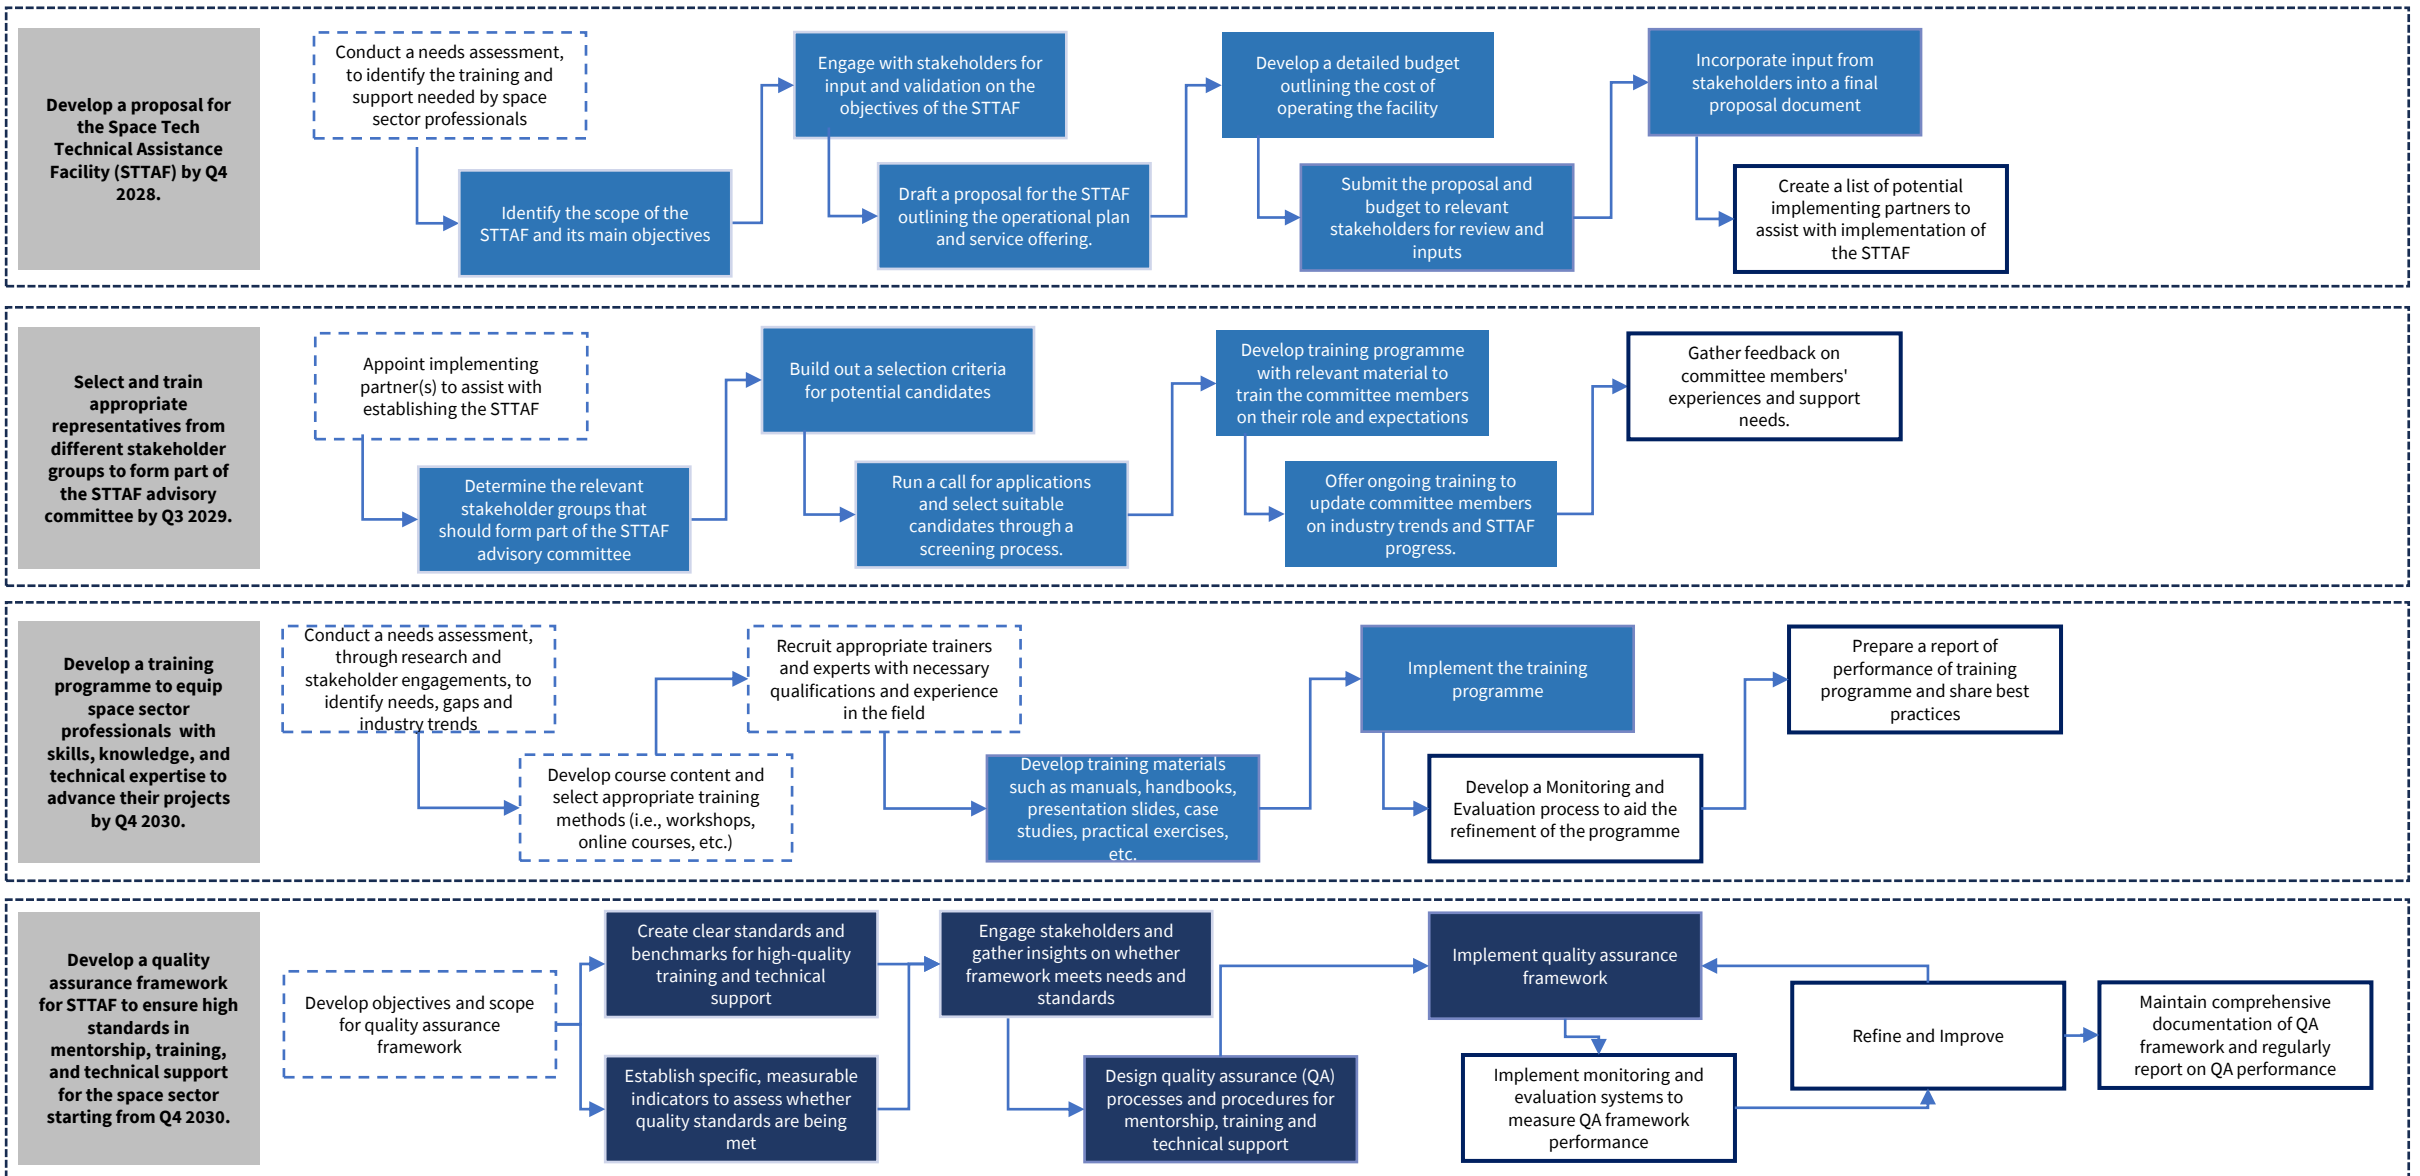 Develop a proposal for
the Space Tech
Technical Assistance
Facility (STTAF) by Q4
2028.
Conduct a needs assessment,
to identify the training and
support needed by space
sector professionals
Identify the scope of the
STTAF and its main objectives
Engage with stakeholders for
input and validation on the
objectives of the STTAF
Draft a proposal for the STTAF
outlining the operational plan
and service offering.
Develop a detailed budget
outlining the cost of
operating the facility
Submit the proposal and
budget to relevant
stakeholders for review and
inputs
Incorporate input from
stakeholders into a final
proposal document
Create a list of potential
implementing partners to
assist with implementation of
the STTAF
Select and train
appropriate
representatives from
different stakeholder
groups to form part of
the STTAF advisory
committee by Q3 2029.
Appoint implementing
partner(s) to assist with
establishing the STTAF
Determine the relevant
stakeholder groups that
should form part of the STTAF
advisory committee
Build out a selection criteria
for potential candidates
Run a call for applications
and select suitable
candidates through a
screening process.
Develop training programme
with relevant material to
train the committee members
on their role and expectations
Offer ongoing training to
update committee members
on industry trends and STTAF
progress.
Gather feedback on
committee members'
experiences and support
needs.
Develop a training
programme to equip
space sector
professionals with
skills, knowledge, and
technical expertise to
advance their projects
by Q4 2030.
Conduct a needs assessment,
through research and
stakeholder engagements, to
identify needs, gaps and
industry trends
Develop course content and
select appropriate training
methods (i.e., workshops,
online courses, etc.)
Recruit appropriate trainers
and experts with necessary
qualifications and experience
in the field
Develop training materials
such as manuals, handbooks,
presentation slides, case
studies, practical exercises,
etc.
Implement the training
programme
Develop a Monitoring and
Evaluation process to aid the
refinement of the programme
Prepare a report of
performance of training
programme and share best
practices
Develop a quality
assurance framework
for STTAF to ensure high
standards in
mentorship, training,
and technical support
for the space sector
starting from Q4 2030.
Develop objectives and scope
for quality assurance
framework
Create clear standards and
benchmarks for high-quality
training and technical
support
Establish specific, measurable
indicators to assess whether
quality standards are being
met
Engage stakeholders and
gather insights on whether
framework meets needs and
standards
Design quality assurance (QA)
processes and procedures for
mentorship, training and
technical support
Implement quality assurance
framework
Implement monitoring and
evaluation systems to
measure QA framework
performance
Refine and Improve
Maintain comprehensive
documentation of QA
framework and regularly
report on QA performance